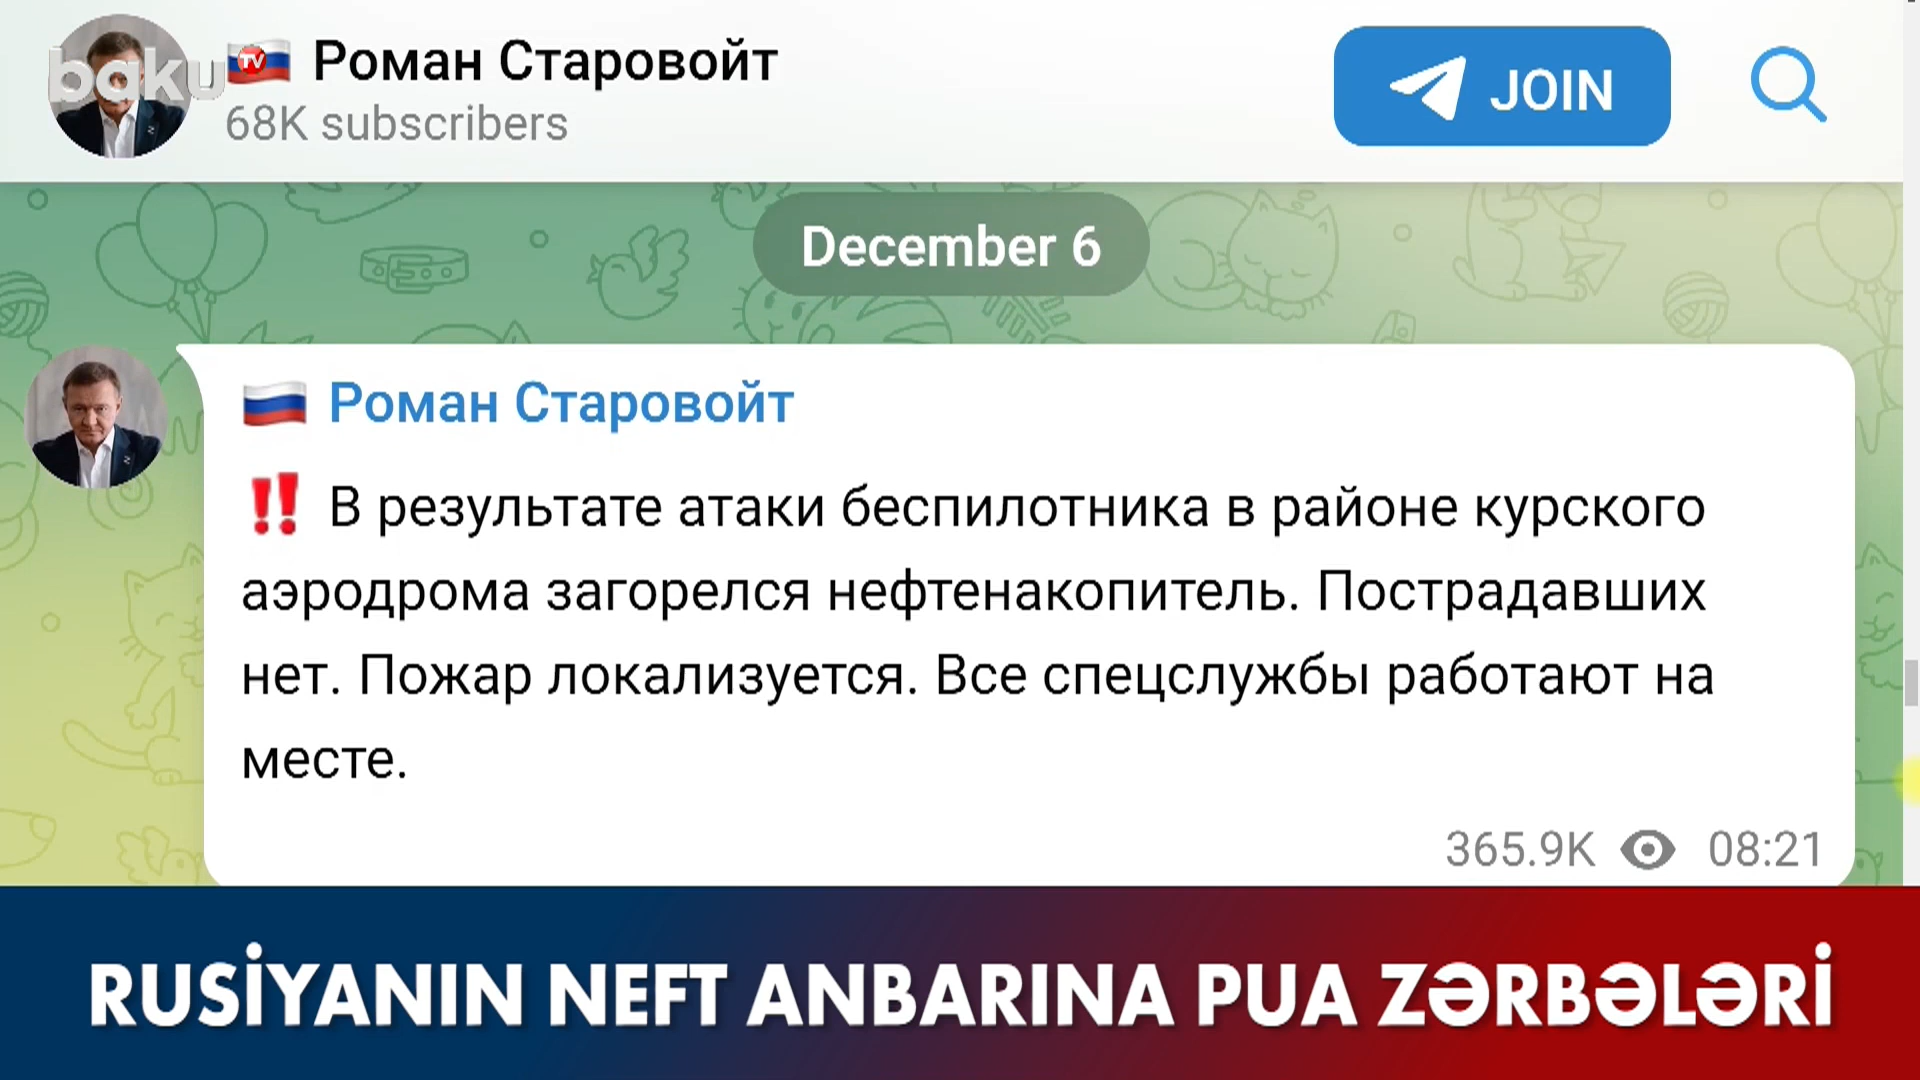 baku TV
Роман Старовойт
68K subscribers
JOIN
December 6
Роман Старовойт
‼ В результате атаки беспилотника в районе курского
аэродрома загорелся нефтенакопитель. Пострадавших
нет. Пожар локализуется. Все спецслужбы работают на
месте.
365.9K 08:21
RUSİYANIN NEFT ANBARINA PUA ZƏRBƏLƏRİ